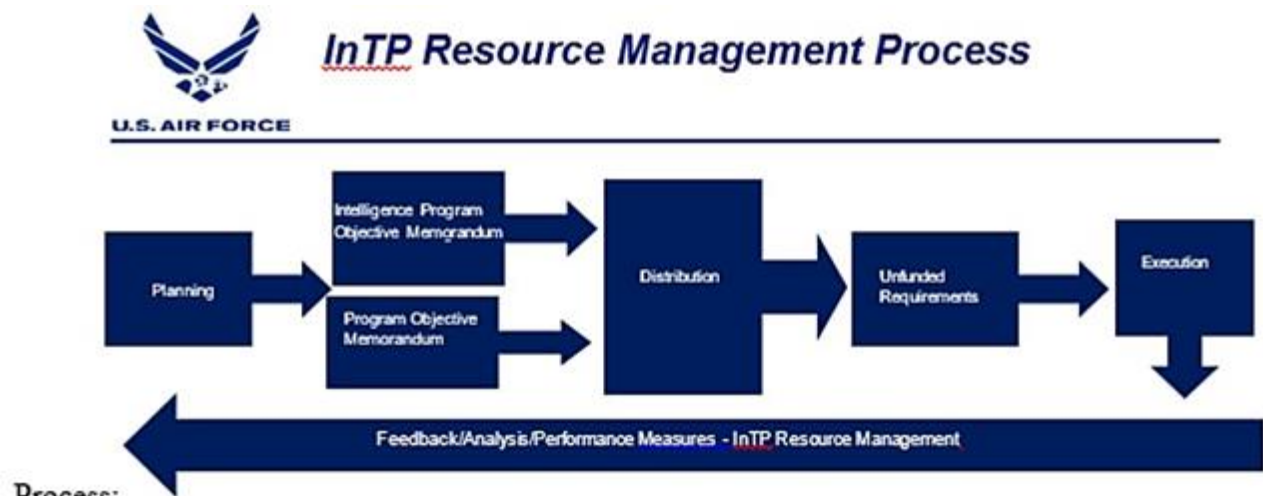 InTP Resource Management Process
U.S. AIR FORCE
Planning
Intelligence Program
Objective Memorandum
Program Objective
Memorandum
Distribution
Unfunded
Requirements
Execution
Feedback/Analysis/Performance Measures - InTP Resource Management
Process: